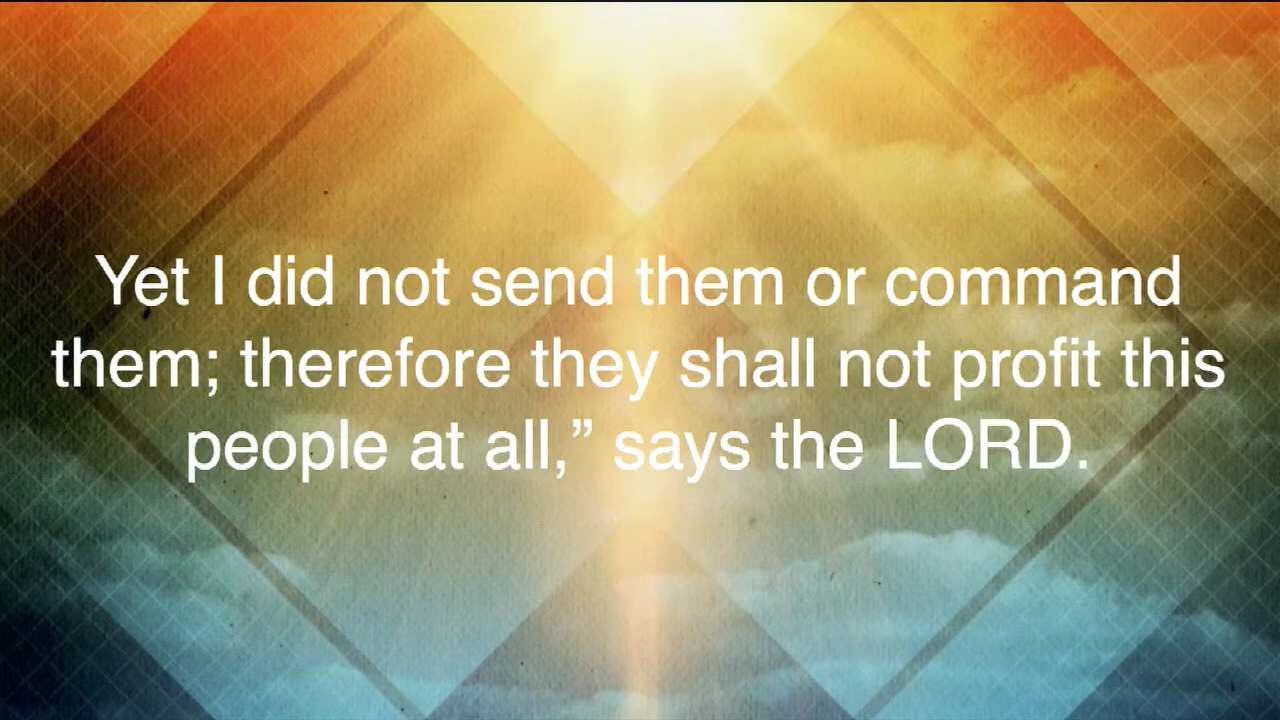 Yet I did not send them or command
them; therefore they shall not profit this
people at all,” says the LORD.